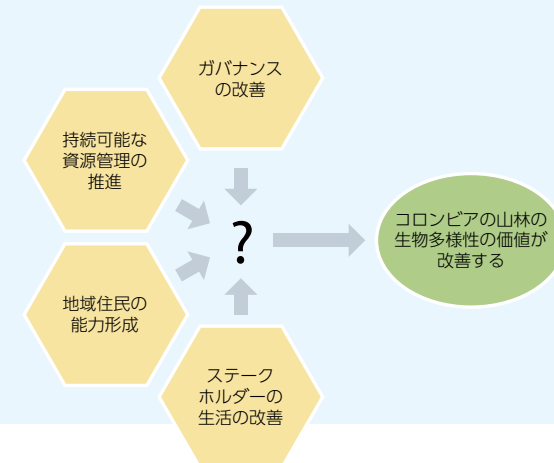 ガバナンス
の改善
持続可能な
資源管理の
推進
?
コロンビアの山林の
生物多様性の価値が
改善する
地域住民の
能力形成
ステーク
ホルダーの
生活の改善